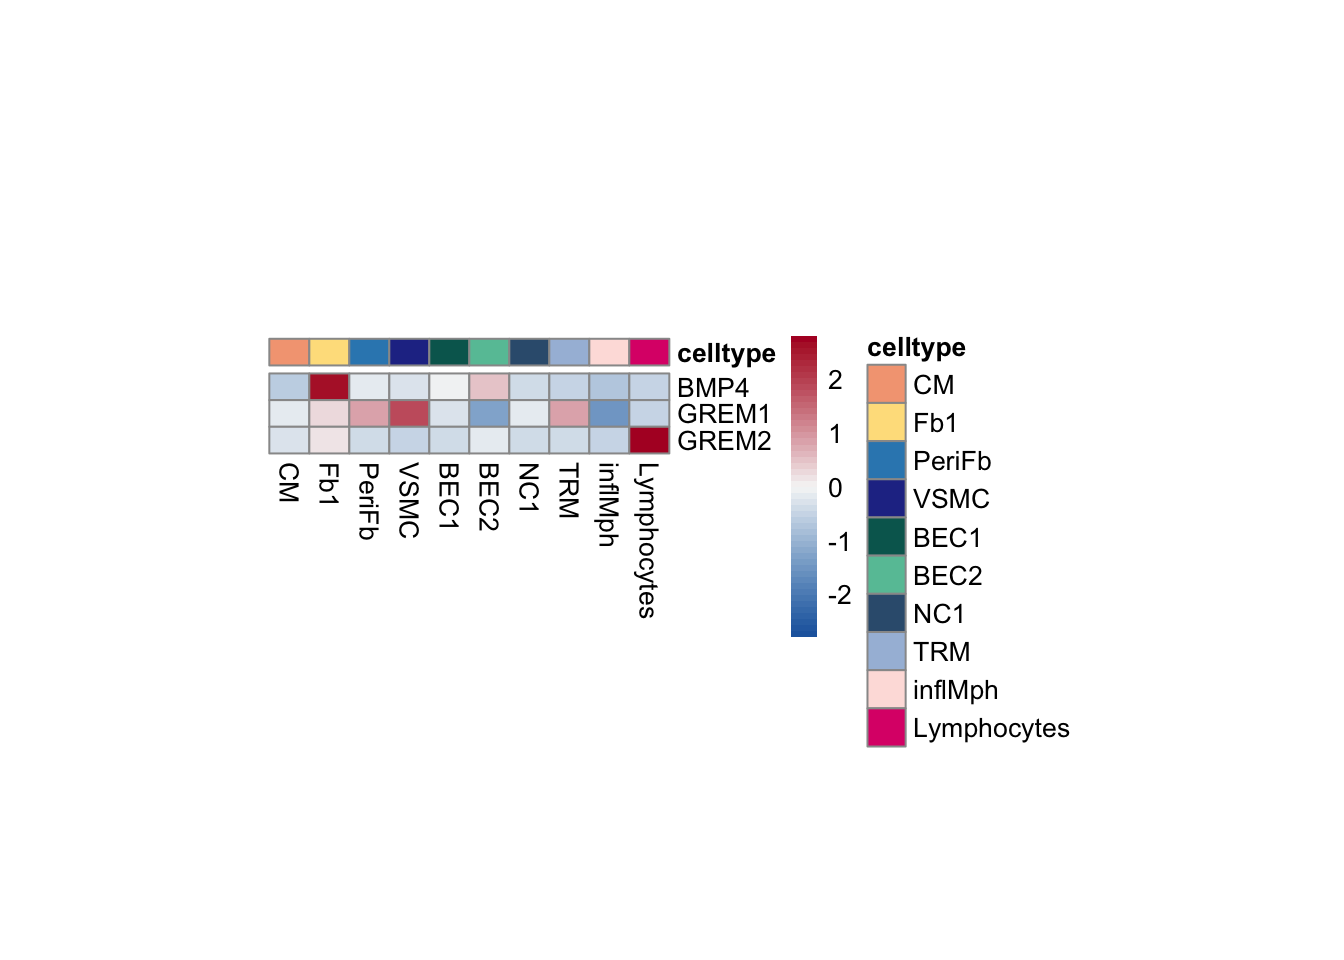 celltype
BMP4
GREM1
GREM2
CM
Fb1
PeriFb
VSMC
BEC1
BEC2
NC1
TRM
inflMph
Lymphocytes
2
1
0
-1
-2
celltype
CM
Fb1
PeriFb
VSMC
BEC1
BEC2
NC1
TRM
inflMph
Lymphocytes